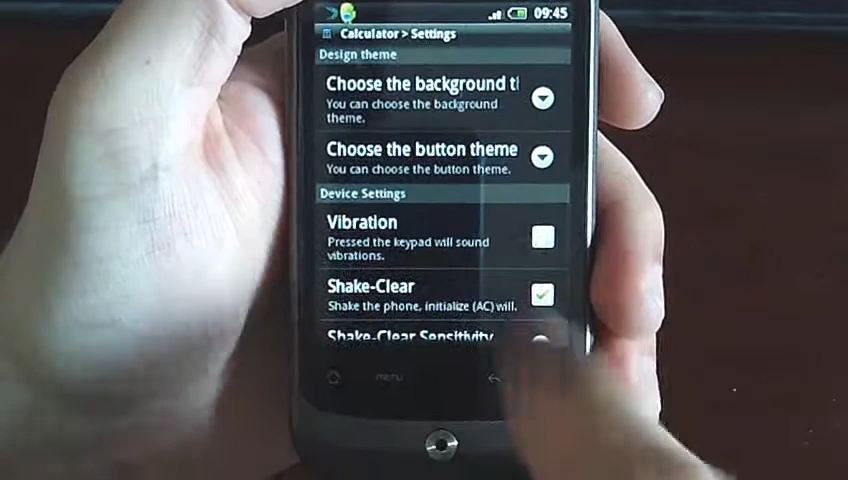 09:45
Calculator > Settings
Design theme
Choose the background
You can choose the background
theme.
Choose the button theme
You can choose the button theme.
Device Settings
Vibration
Pressed the keypad will sound
vibrations.
Shake-Clear
Shake the phone, initialize (AC) will.
Shake-Clear Sensitivity
menu